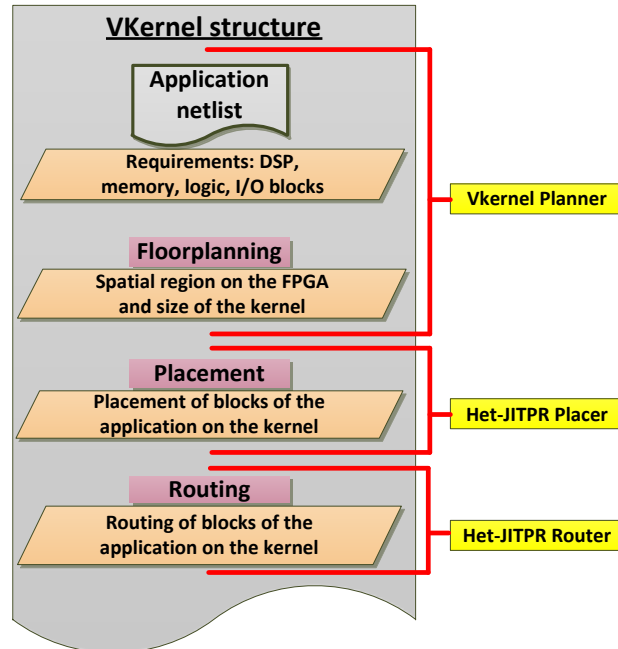 VKernel structure
Application
netlist
Requirements: DSP,
memory, logic, I/O blocks
Vkernel Planner
Floorplanning
Spatial region on the FPGA
and size of the kernel
Placement
Placement of blocks of the
application on the kernel
Het-JITPR Placer
Routing
Routing of blocks of the
application on the kernel
Het-JITPR Router